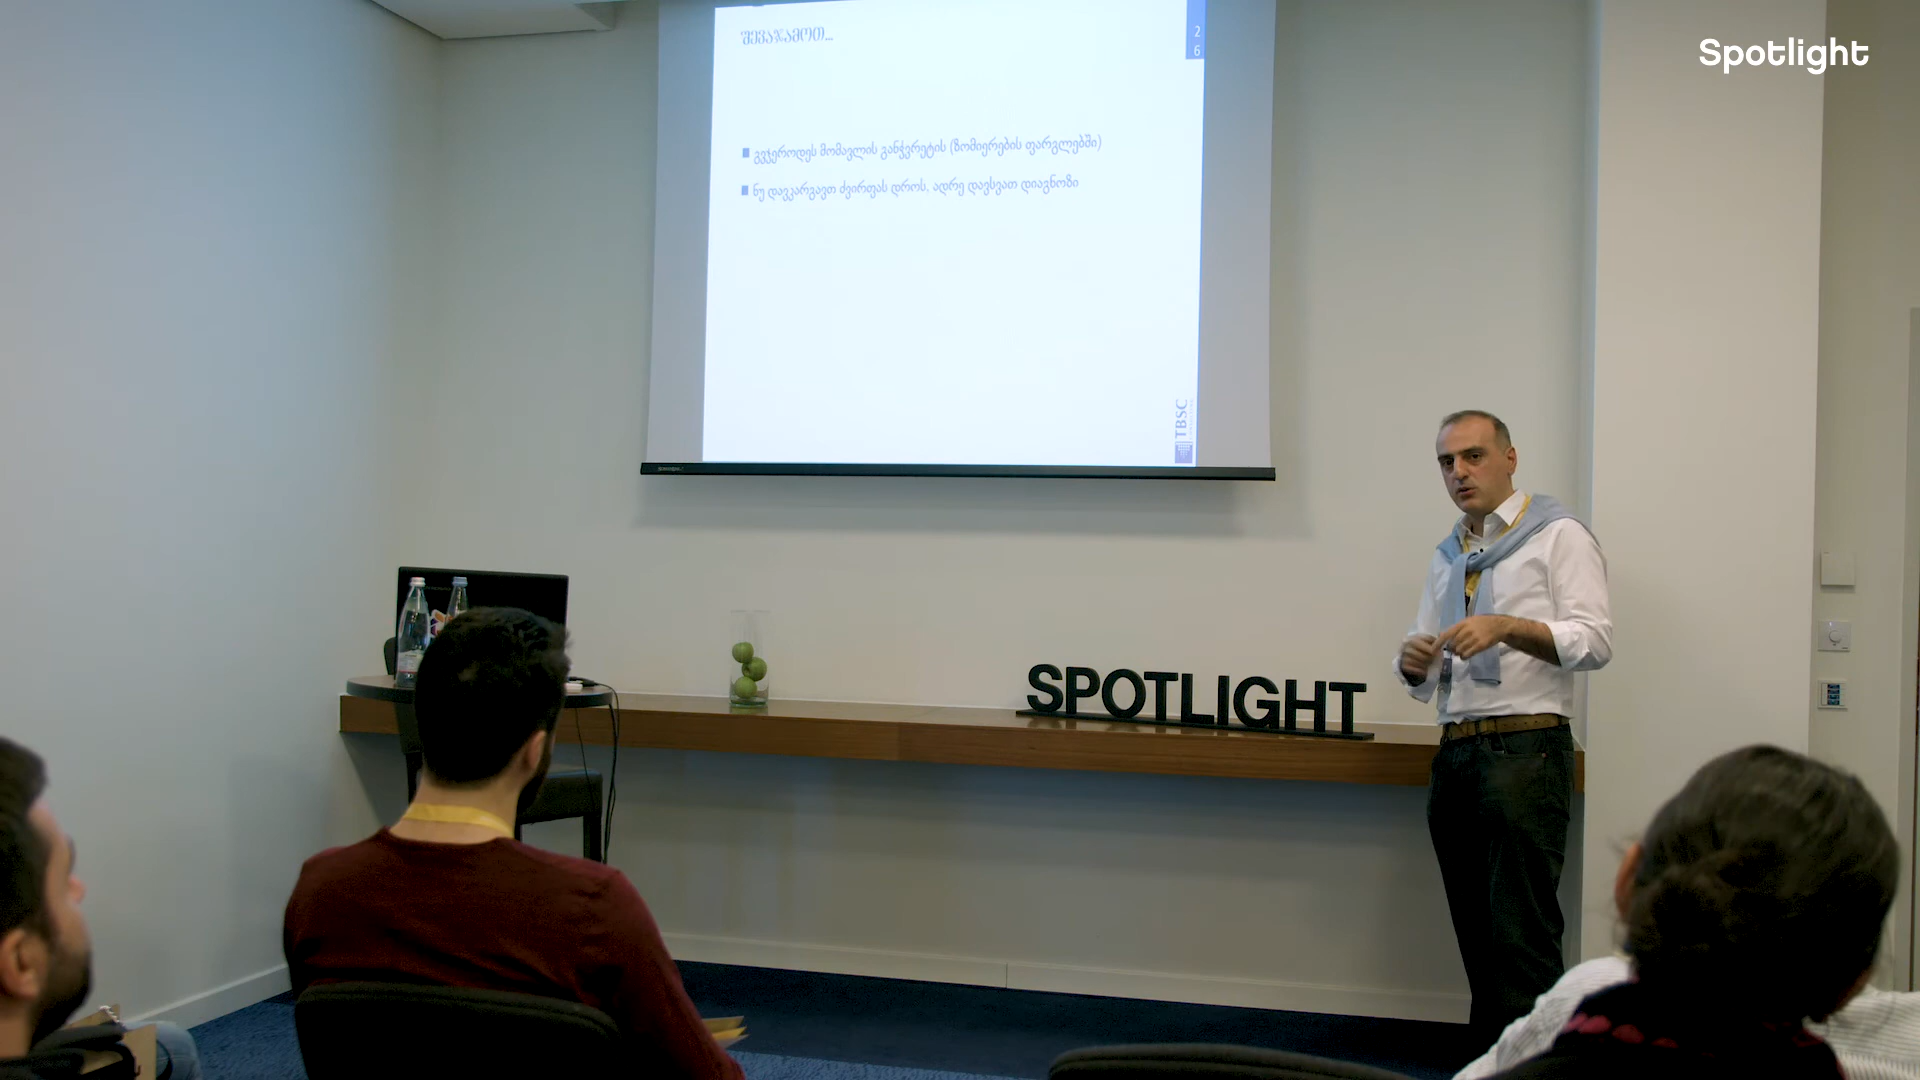 შევაჯამოთ...
2
6
Spotlight
გვჯეროდეს მომავლის განჭვრეტის (ზომიერების ფარგლებში)
ნუ დავკარგავთ ძვირფას დროს, ადრე დავსვათ დიაგნოზი
TBSC
SPOTLIGHT